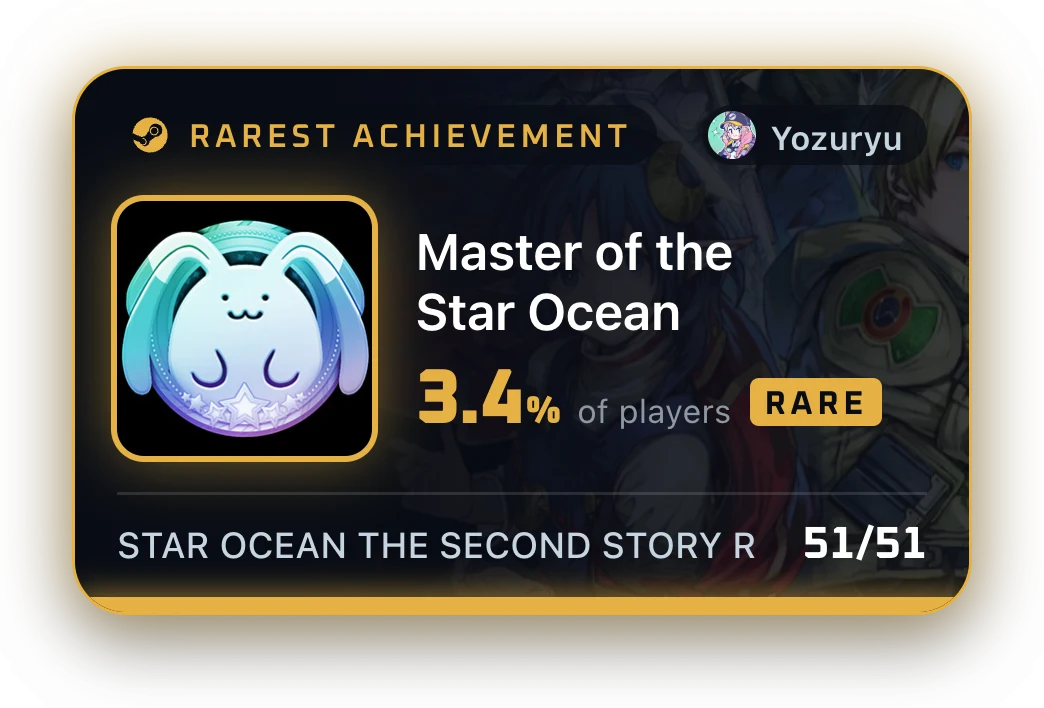 RAREST ACHIEVEMENT
Yozuryu
Master of the
Star Ocean
3.4% of players
RARE
STAR OCEAN THE SECOND STORY R
51/51